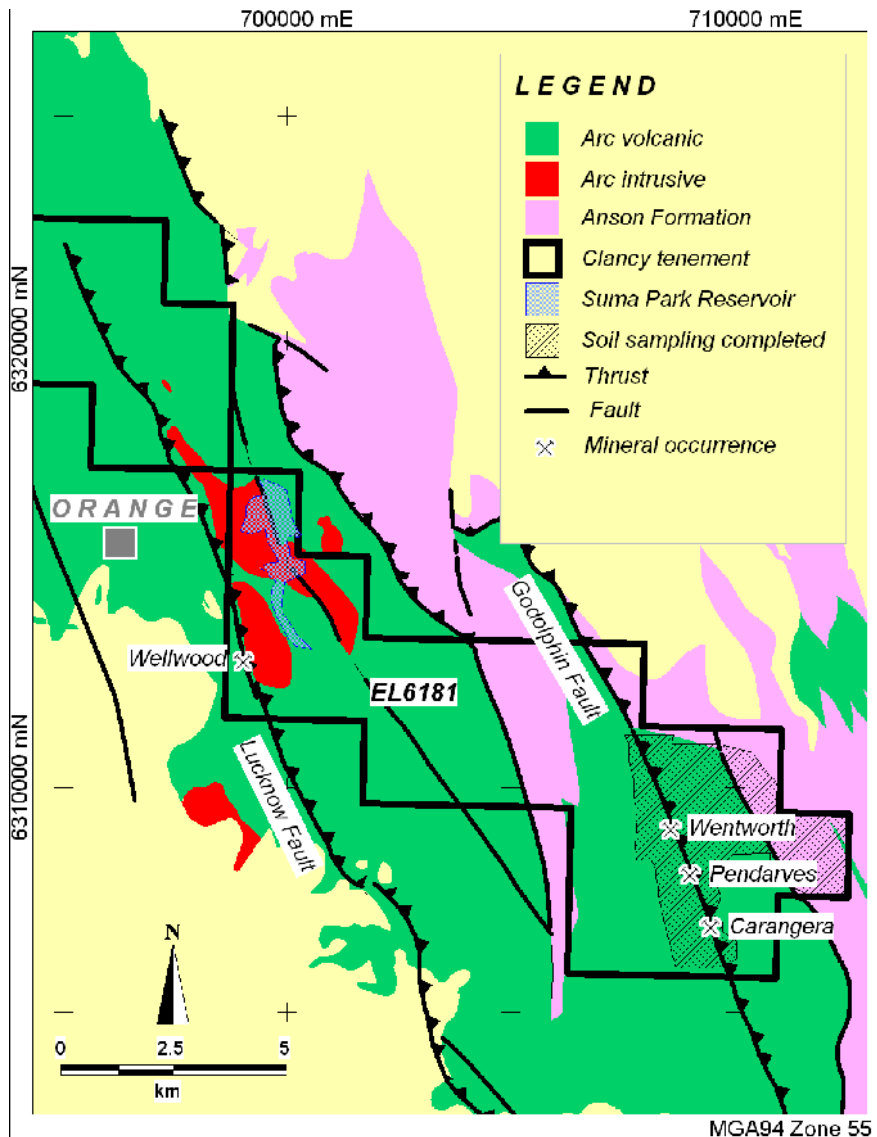 700000 mE
710000 mE
LEGEND
Arc volcanic
Arc intrusive
Anson Formation
Clancy tenement
Suma Park Reservoir
Soil sampling completed
Thrust
Fault
Mineral occurrence
6320000 mN
ORANGE
Godolphin Fault
Wellwood
EL6181
6310000 mN
Lucknow Fault
Wentworth
Pendarves
Carangera
N
0 2.5 5
km
MGA94 Zone 55